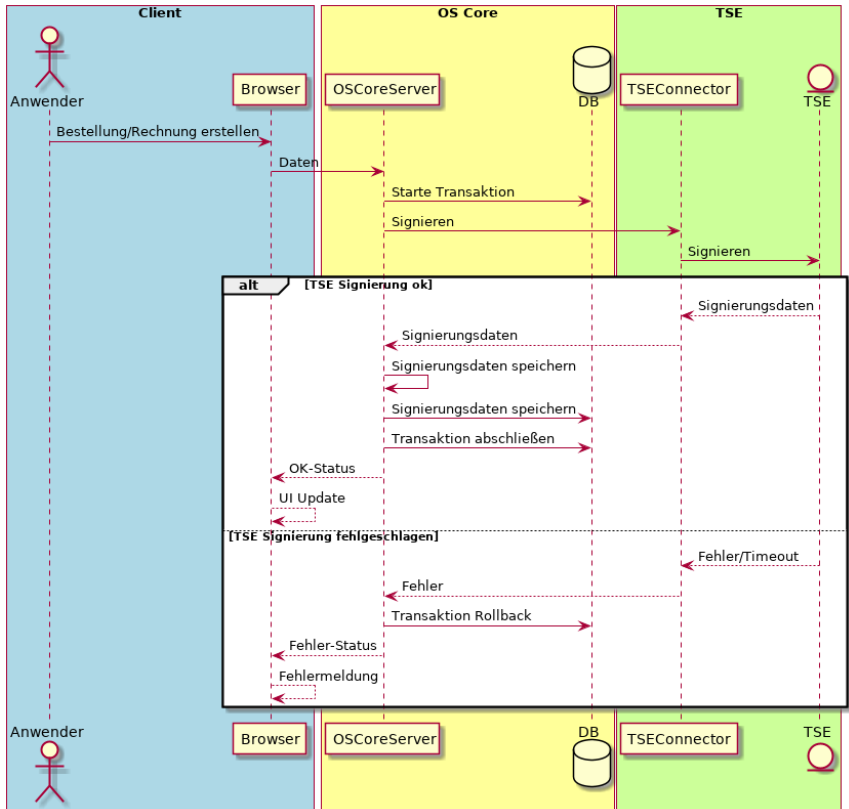 Client
OS Core
TSE
Anwender
Browser
OSCoreServer
DB
TSEConnector
TSE
Bestellung/Rechnung erstellen
Daten
Starte Transaktion
Signieren
Signieren
alt
[TSE Signierung ok]
Signierungsdaten
Signierungsdaten
Signierungsdaten speichern
Signierungsdaten speichern
Transaktion abschließen
OK-Status
UI Update
[TSE Signierung fehlgeschlagen]
Fehler/Timeout
Fehler
Transaktion Rollback
Fehler-Status
Fehlermeldung
Anwender
Browser
OSCoreServer
DB
TSEConnector
TSE